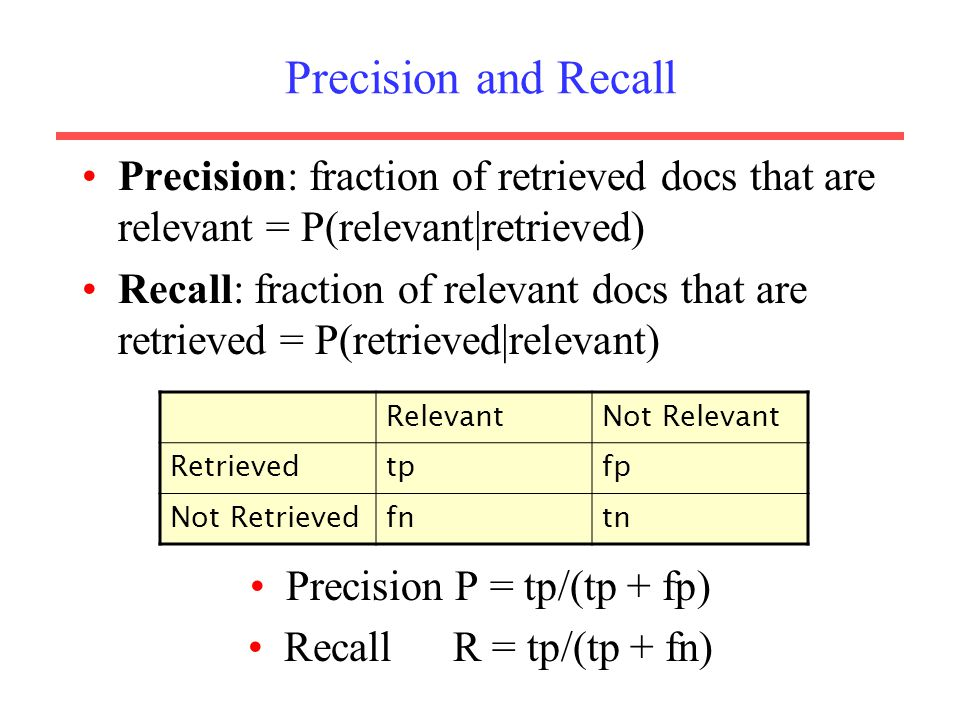 Precision and Recall
• Precision: fraction of retrieved docs that are
relevant = P(relevant|retrieved)
• Recall: fraction of relevant docs that are
retrieved = P(retrieved|relevant)
Relevant Not Relevant
Retrieved tp fp
Not Retrieved fn tn
• Precision P = tp/(tp + fp)
• Recall R = tp/(tp + fn)